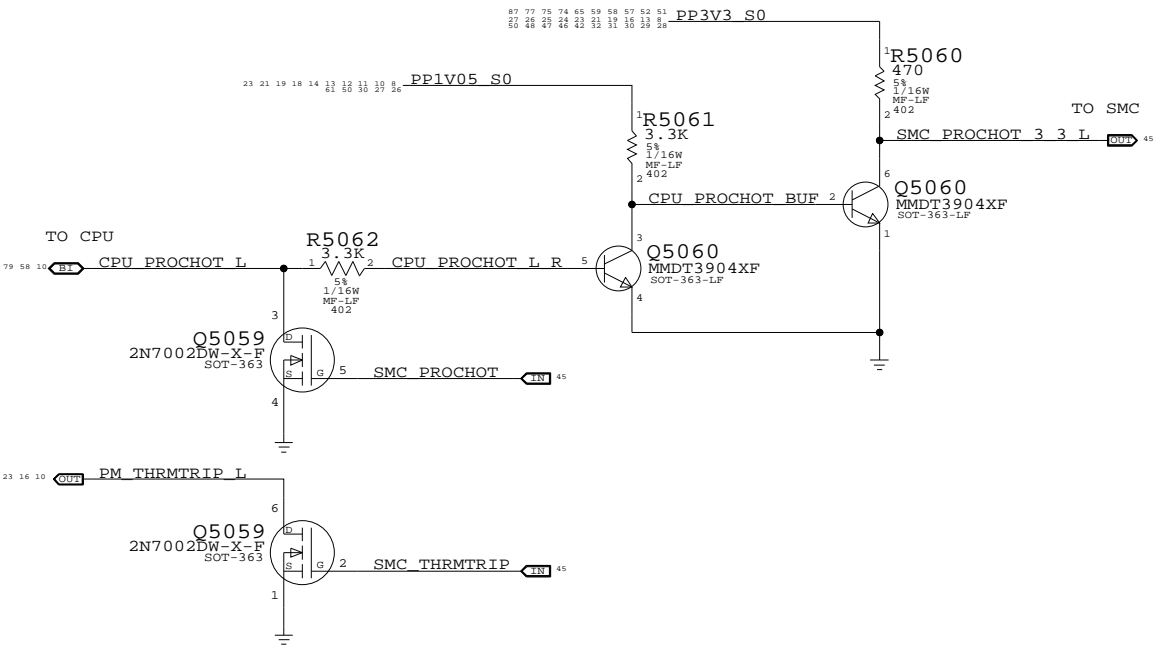 87 77 75 74 65 59 58 57 52 51
27 26 25 24 23 21 19 16 13 8
50 48 47 46 42 32 31 30 29 28
PP3V3_S0
1
R5060
470
5%
1/16W
MF-LF
402
2
23 21 19 18 14 13 12 11 10 8
61 50 30 27 26
PP1V05_S0
1
R5061
3.3K
5%
1/16W
MF-LF
402
2
TO SMC
SMC_PROCHOT_3_3_L
OUT
45
CPU_PROCHOT_BUF
2
6
Q5060
MMDT3904XF
SOT-363-LF
1
TO CPU
79 58 10
BI
CPU_PROCHOT_L
R5062
1
3.3K
2
5%
1/16W
MF-LF
402
CPU_PROCHOT_L_R
5
3
Q5060
MMDT3904XF
SOT-363-LF
4
3
Q5059
2N7002DW-X-F
SOT-363
D
S
G
5
SMC_PROCHOT
IN
45
4
23 16 10
OUT
PM_THRMTRIP_L
6
Q5059
2N7002DW-X-F
SOT-363
D
S
G
2
SMC_THRMTRIP
IN
45
1